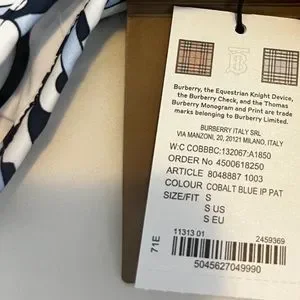 Burberry, the Equestrian Knight Device,
the Burberry Check, and the Thomas
Burberry Monogram and Print are trade
marks belonging to Burberry Limited.
BURBERRY ITALY SRL
VIA MANZONI, 20, 20121 MILANO, ITALY
W:C COBBBC:132067:A1850
ORDER No 4500618250
ARTICLE 8048887 1003
COLOUR COBALT BLUE IP PAT
SIZE/FIT S
S US
S EU
11313 01 2459369
71E
5045627049990